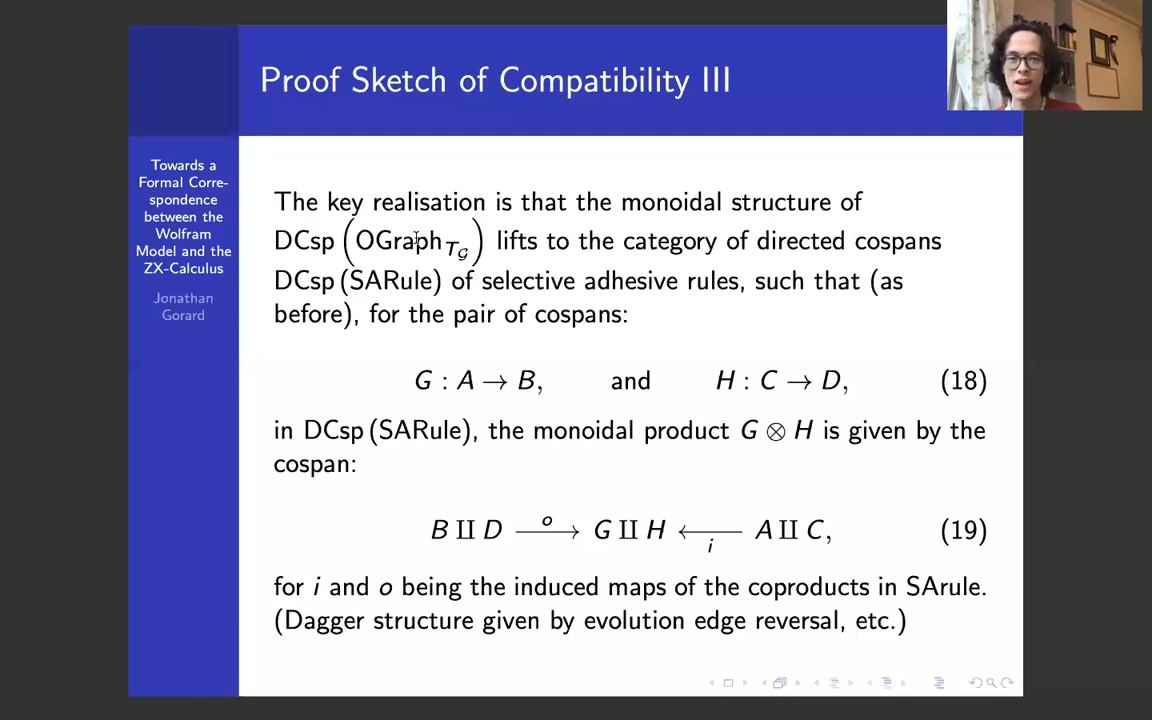 Proof Sketch of Compatibility III
Towards a
Formal Corre-
spondence
between the
Wolfram
Model and the
ZX-Calculus
Jonathan
Gorard
The key realisation is that the monoidal structure of
DCsp (OGraph_{T_𝒢}) lifts to the category of directed cospans
DCsp (SARule) of selective adhesive rules, such that (as
before), for the pair of cospans:
G : A → B, and H : C → D, (18)
in DCsp (SARule), the monoidal product G ⊗ H is given by the
cospan:
B ∐ D —o→ G ∐ H ←i— A ∐ C, (19)
for i and o being the induced maps of the coproducts in SArule.
(Dagger structure given by evolution edge reversal, etc.)